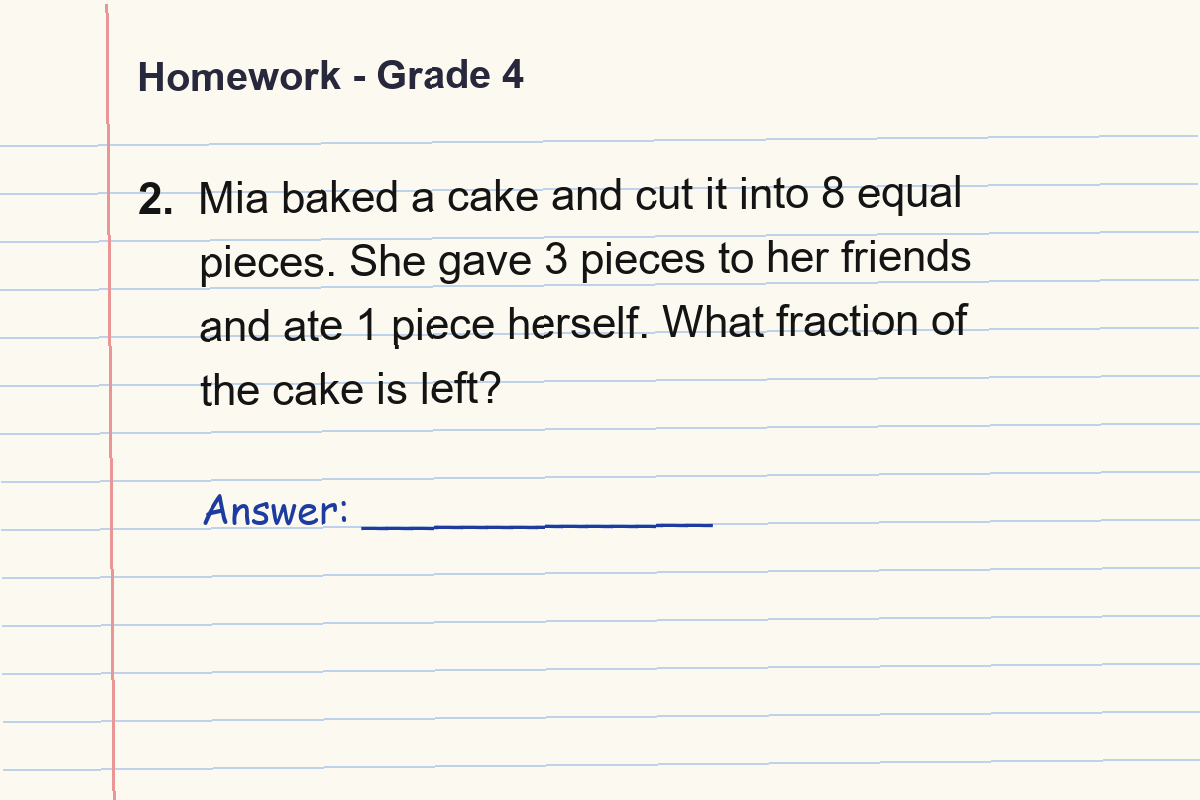 Homework - Grade 4
2. Mia baked a cake and cut it into 8 equal
pieces. She gave 3 pieces to her friends
and ate 1 piece herself. What fraction of
the cake is left?
Answer: ________________